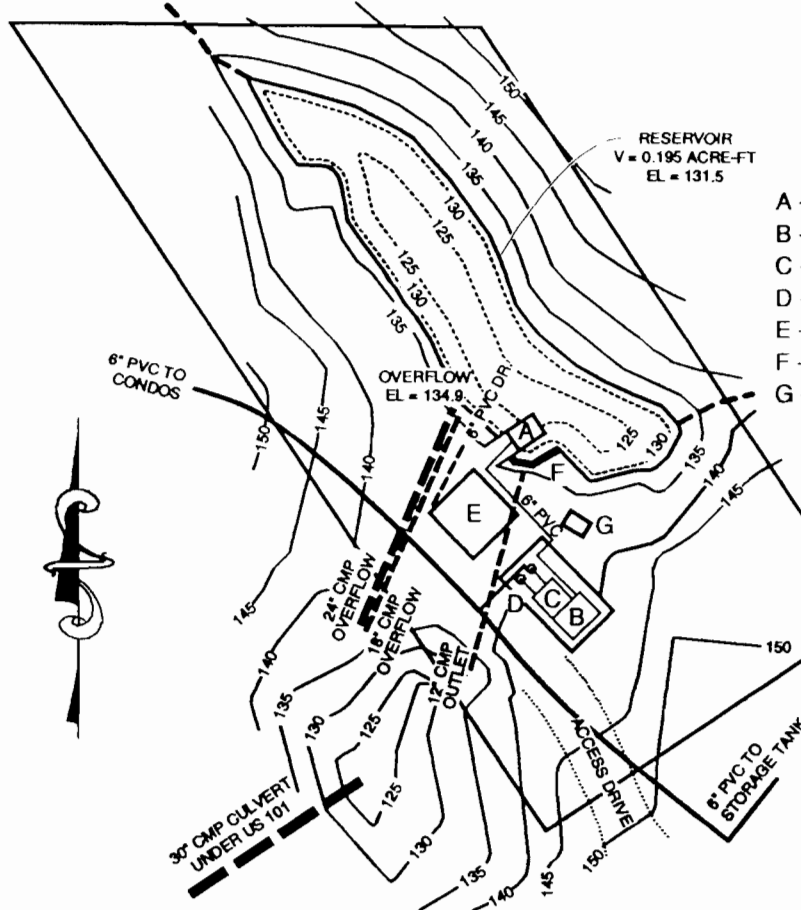 150
145
140
135
RESERVOIR
V = 0.195 ACRE-FT
EL = 131.5
130
125
125
130
135
A -
B -
C -
D -
E -
F -
G -
6" PVC TO
CONDOS
OVERFLOW
EL = 134.9
6" PVC DR.
150
145
140
A
125
130
135
140
145
F
E
6" PVC
G
D
C
B
24" CMP
OVERFLOW
18" CMP
OVERFLOW
12" CMP
OUTLET
145
140
135
130
125
125
130
135
140
145
150
150
ACCESS DRIVE
6" PVC TO
STORAGE TANK
30" CMP CULVERT
UNDER US 101